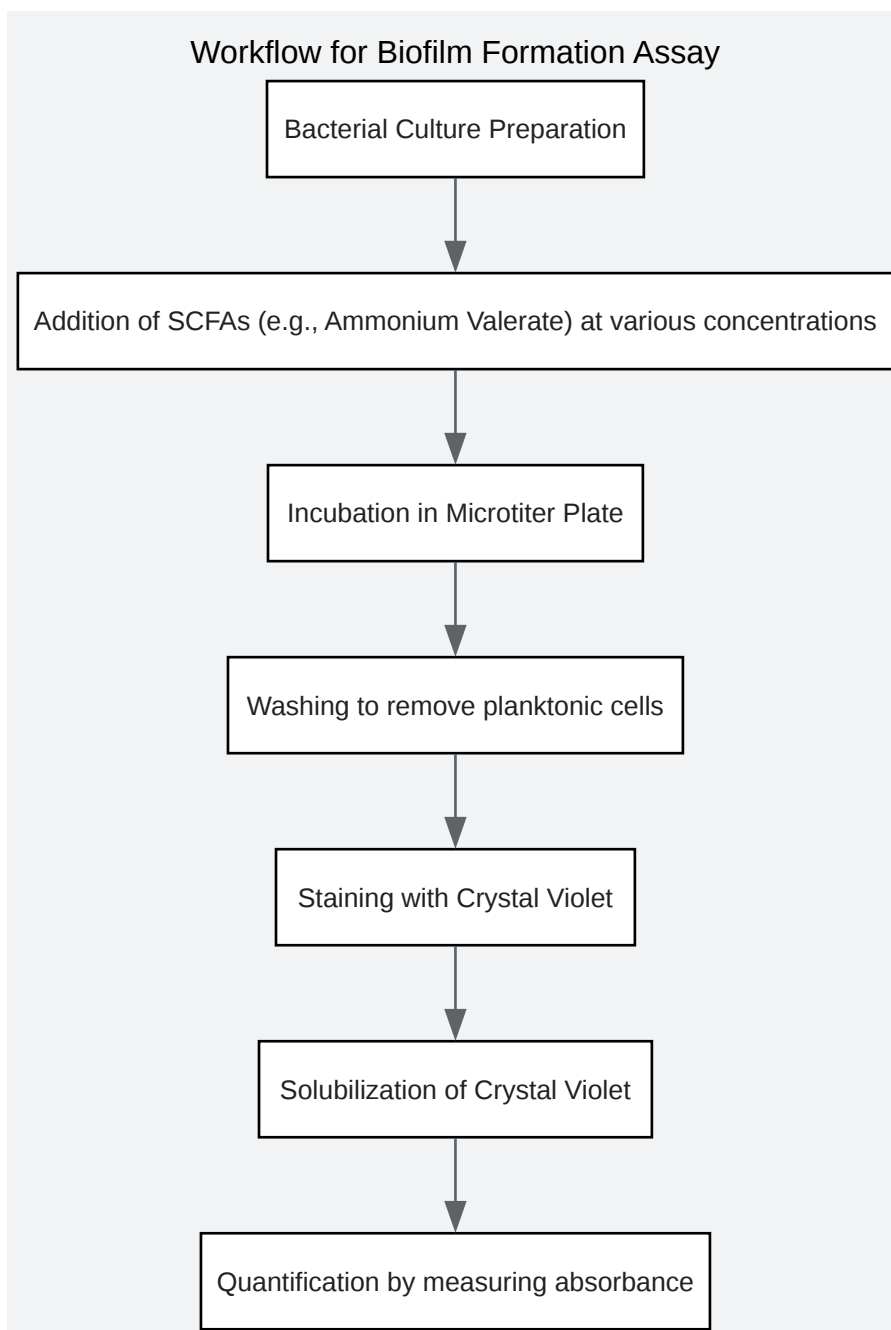 Workflow for Biofilm Formation Assay
Bacterial Culture Preparation
Addition of SCFAs (e.g., Ammonium Valerate) at various concentrations
Incubation in Microtiter Plate
Washing to remove planktonic cells
Staining with Crystal Violet
Solubilization of Crystal Violet
Quantification by measuring absorbance